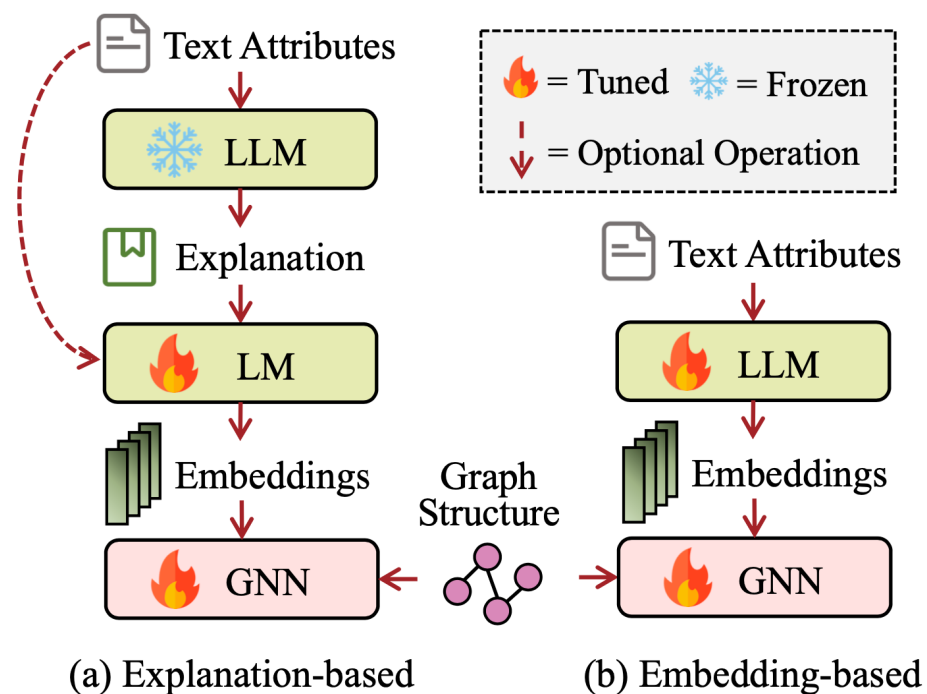 Text Attributes
LLM
Explanation
LM
Embeddings
GNN
(a) Explanation-based
= Tuned
= Frozen
= Optional Operation
Graph
Structure
Text Attributes
LLM
Embeddings
GNN
(b) Embedding-based